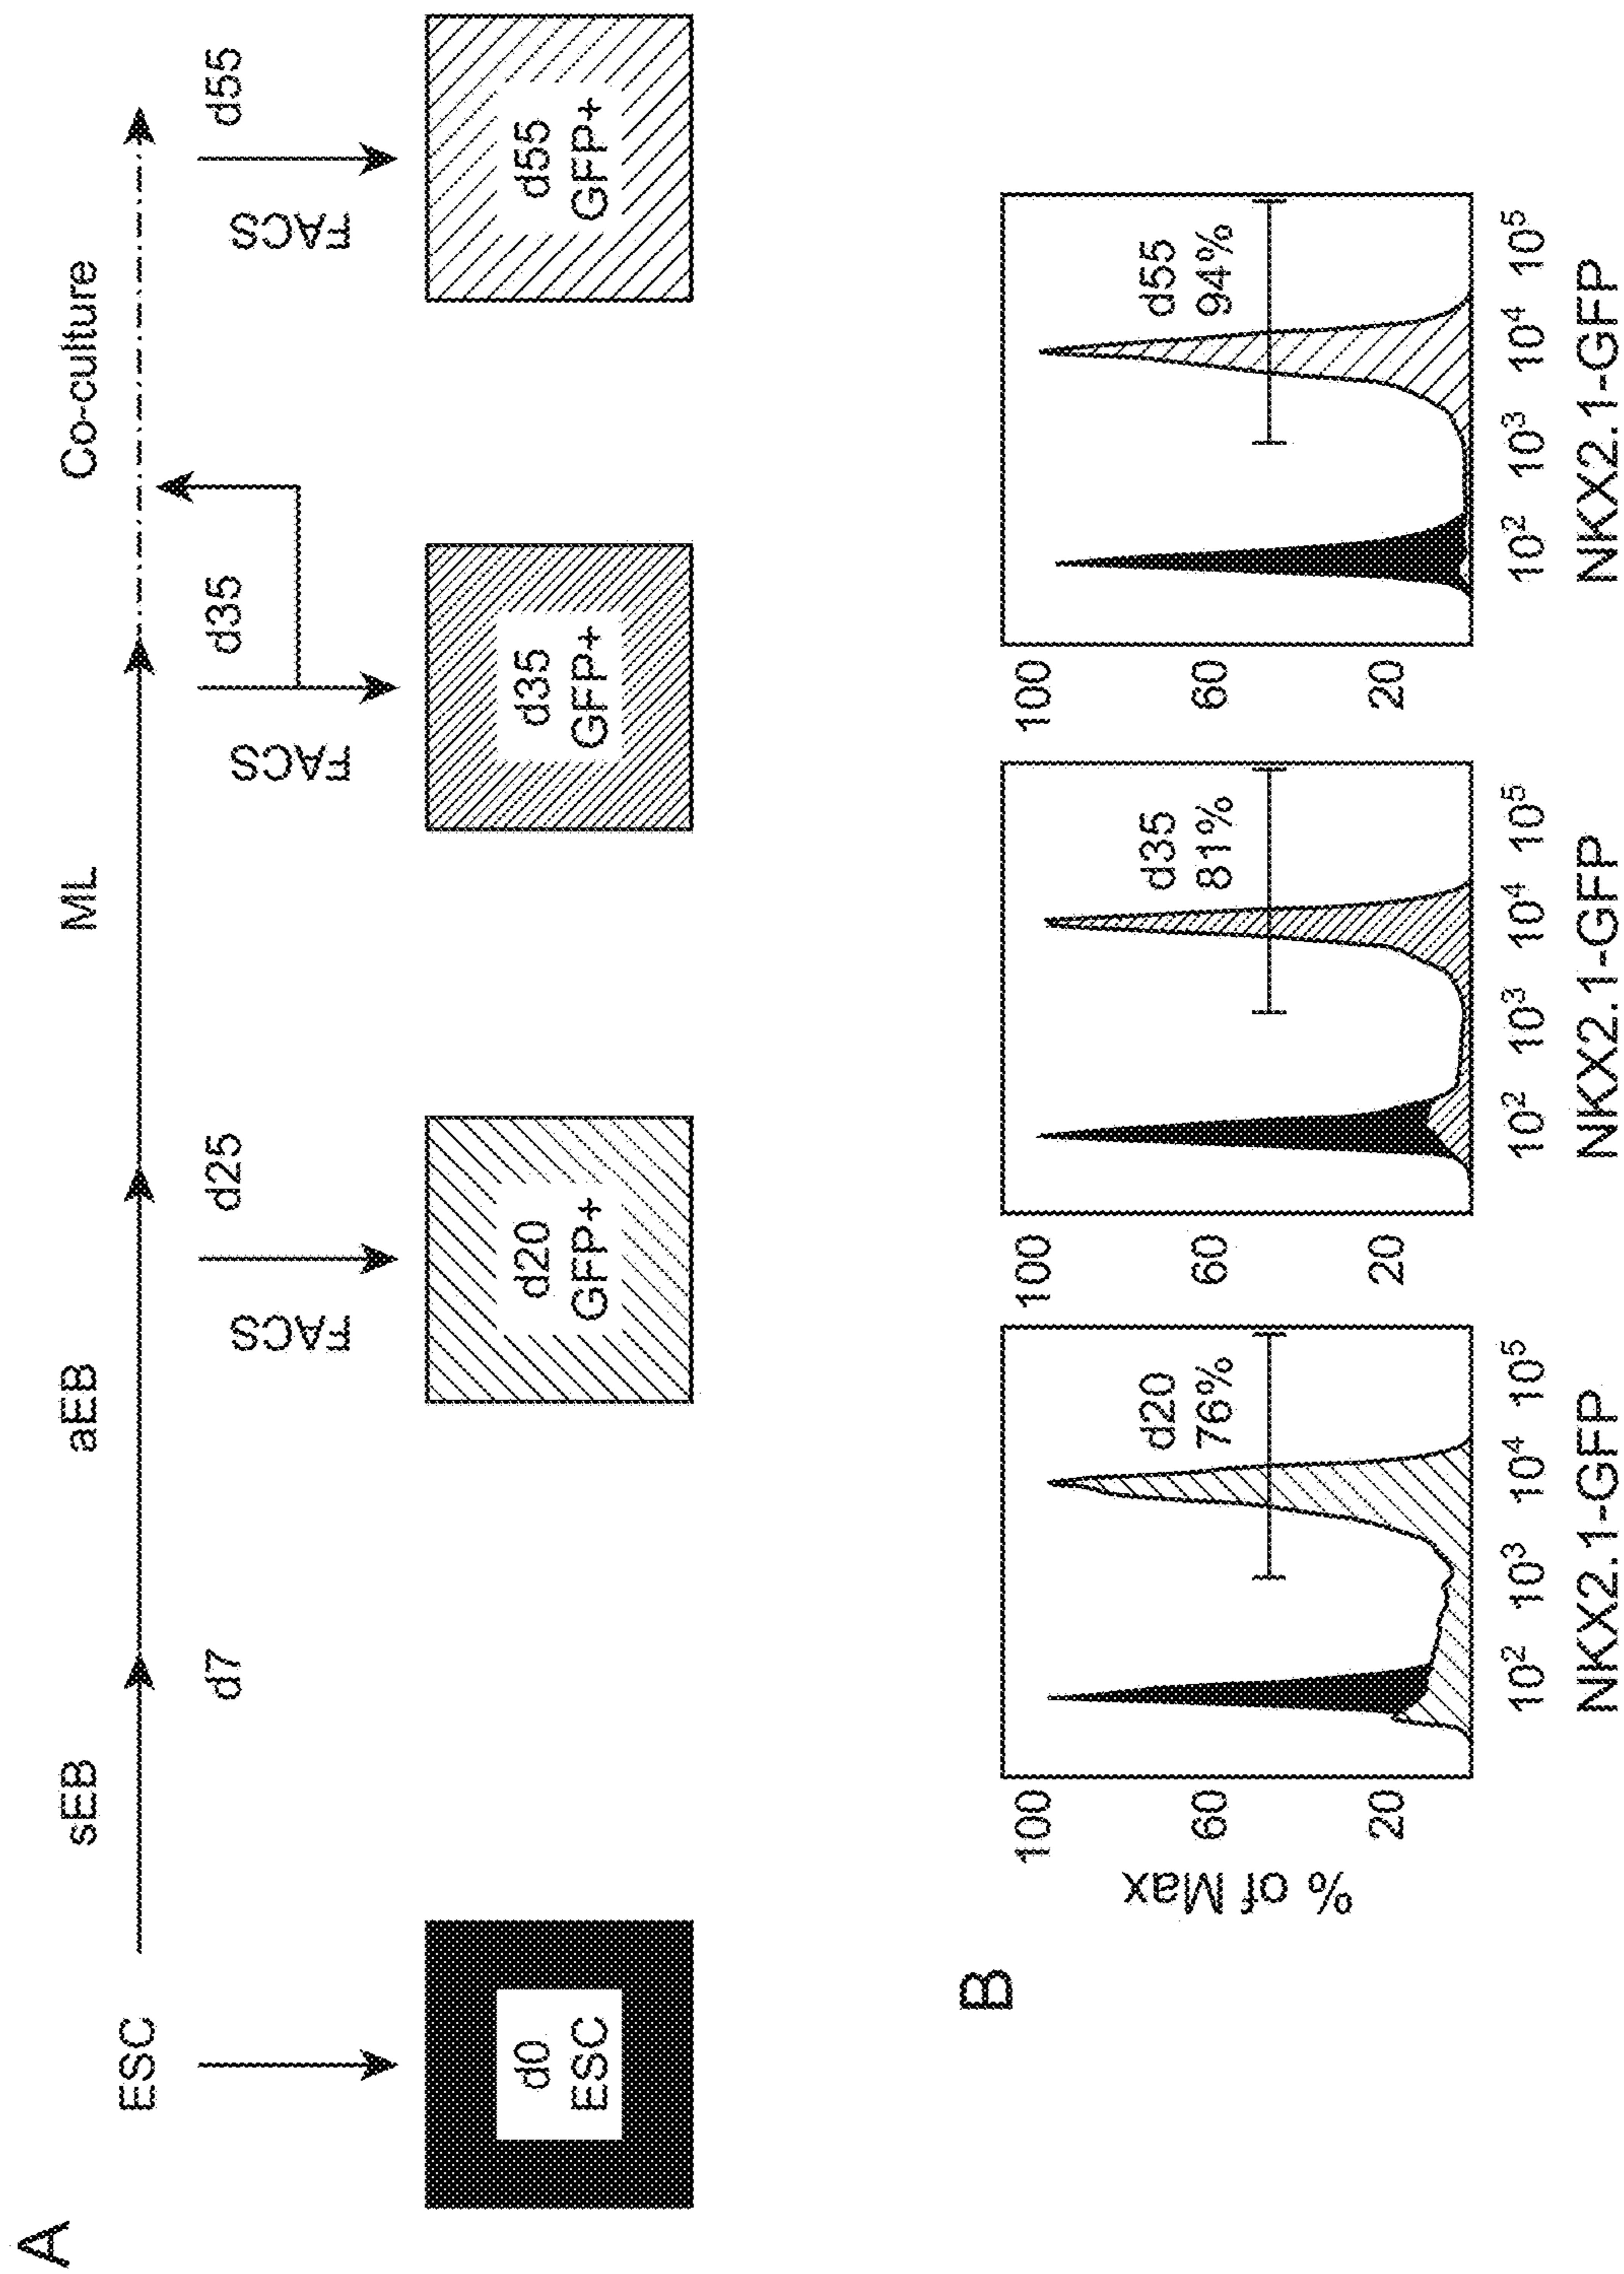 A
sEB
aEB
ML
Co-culture
ESC
d7
d25
d35
d55
FACS
FACS
FACS
d0
ESC
d20
GFP+
d35
GFP+
d55
GFP+
B
% of Max
100
60
20
d20
76%
10² 10³ 10⁴ 10⁵
NKX2.1-GFP
100
60
20
d35
81%
10² 10³ 10⁴ 10⁵
NKX2.1-GFP
100
60
20
d55
94%
10² 10³ 10⁴ 10⁵
NKX2.1-GFP